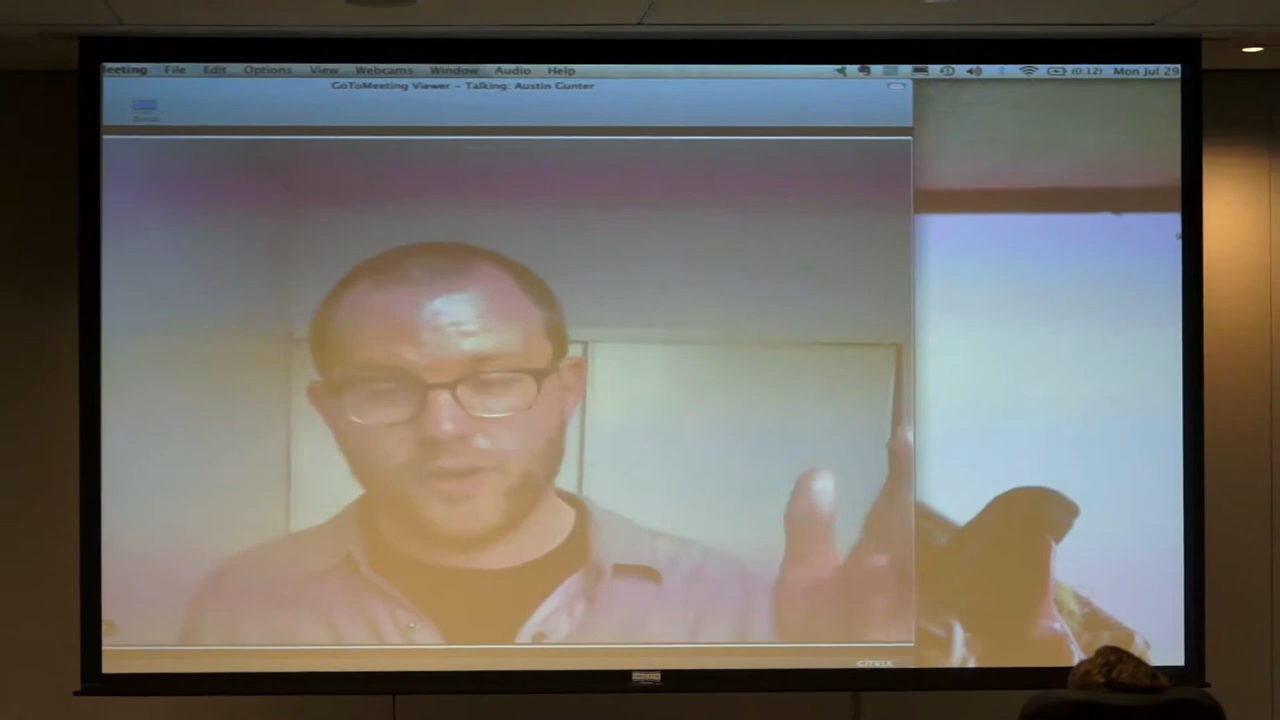 eeting File Edit Options View Webcams Window Audio Help (0:12) Mon Jul 29
GoToMeeting Viewer - Talking: Austin Gunter
CITRIX